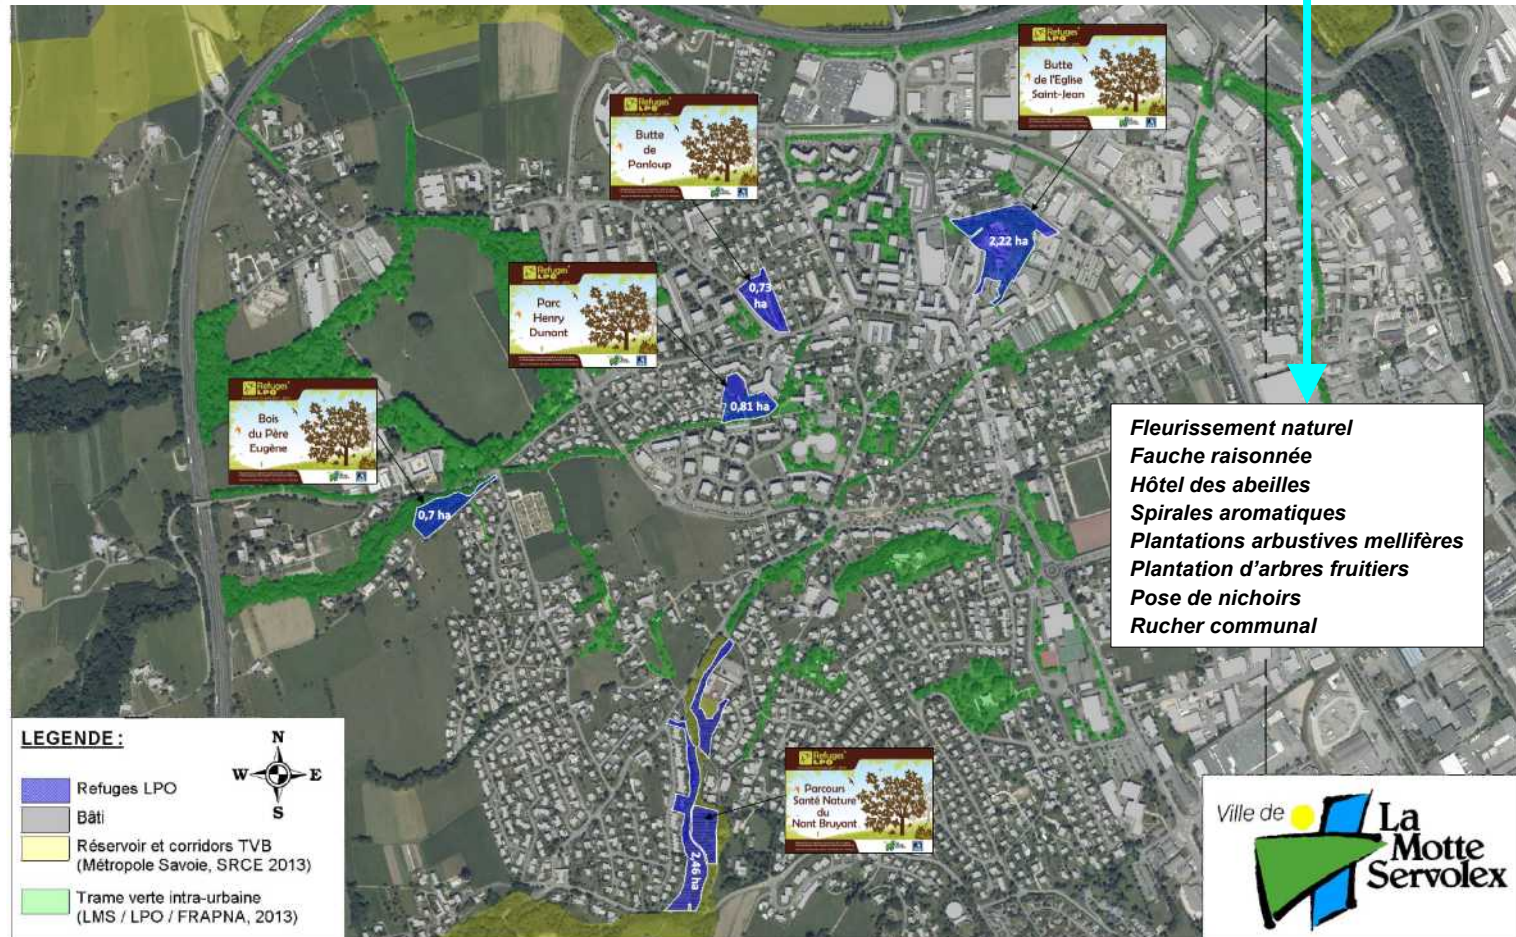 Refuges
LPO
Butte
de l'Eglise
Saint-Jean
Refuges
LPO
Butte
de
Ponloup
2,22 ha
Refuges
LPO
Parc
Henry
Dunant
0,73
ha
Refuges
LPO
Bois
du Père
Eugène
0,81 ha
0,7 ha
Fleurissement naturel
Fauche raisonnée
Hôtel des abeilles
Spirales aromatiques
Plantations arbustives mellifères
Plantation d'arbres fruitiers
Pose de nichoirs
Rucher communal
Refuges
LPO
Parcours
Santé Nature
du
Nant Bruyant
2,46 ha
LEGENDE :
N
W E
S
Refuges LPO
Bâti
Réservoir et corridors TVB
(Métropole Savoie, SRCE 2013)
Trame verte intra-urbaine
(LMS / LPO / FRAPNA, 2013)
Ville de
La
Motte
Servolex